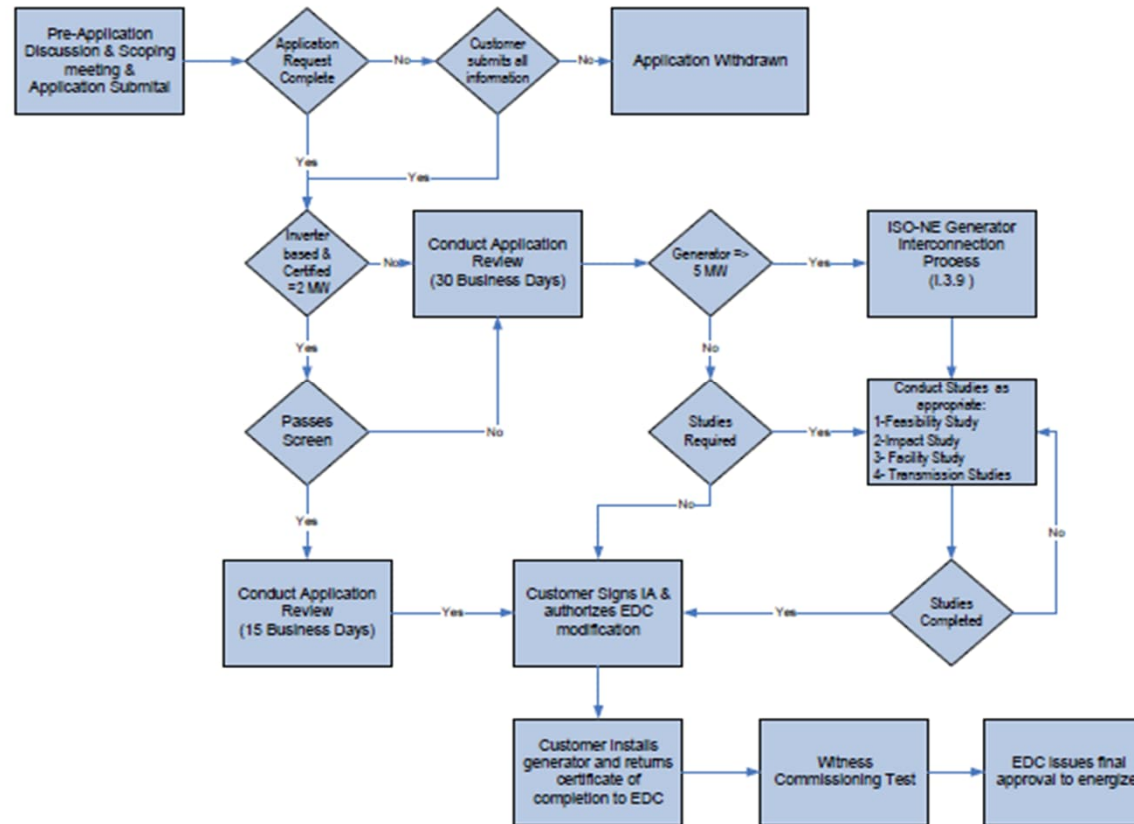 Pre-Application
Discussion & Scoping
meeting &
Application Submital
Application
Request
Complete
No
Customer
submits all
information
No
Application Withdrawn
Yes
Yes
Inverter
based &
Certified
=2 MW
No
Conduct Application
Review
(30 Business Days)
Generator =>
5 MW
Yes
ISO-NE Generator
Interconnection
Process
(I.3.9 )
Yes
No
No
Passes
Screen
Studies
Required
Yes
Conduct Studies as
appropriate:
1-Feasibility Study
2-Impact Study
3- Facility Study
4- Transmission Studies
Yes
No
No
Conduct Application
Review
(15 Business Days)
Yes
Customer Signs IA &
authorizes EDC
modification
Yes
Studies
Completed
Customer Installs
generator and returns
certificate of
completion to EDC
Witness
Commissioning Test
EDC issues final
approval to energize